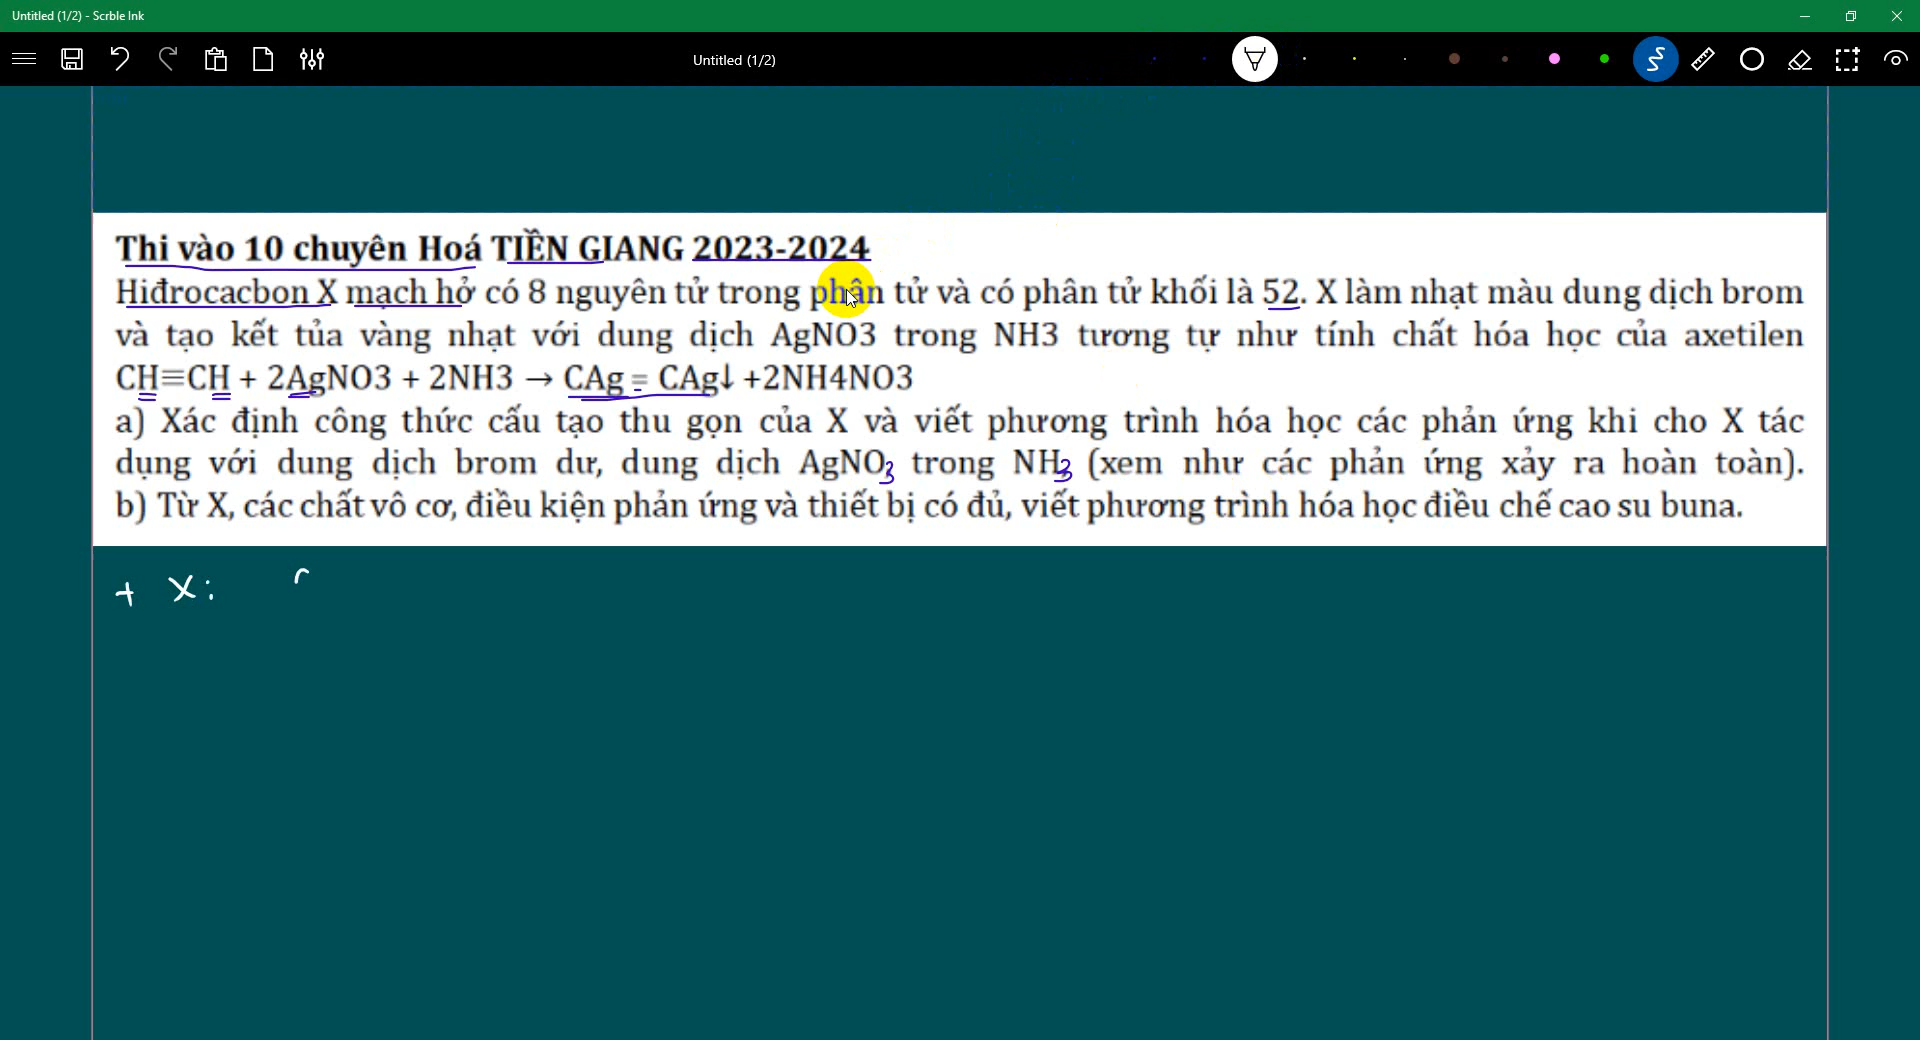 Untitled (1/2) - Scrble Ink
Untitled (1/2)
Thi vào 10 chuyên Hoá TIỀN GIANG 2023-2024
Hiđrocacbon X mạch hở có 8 nguyên tử trong phân tử và có phân tử khối là 52. X làm nhạt màu dung dịch brom
và tạo kết tủa vàng nhạt với dung dịch AgNO3 trong NH3 tương tự như tính chất hóa học của axetilen
CH≡CH + 2AgNO3 + 2NH3 → CAg = CAg↓ +2NH4NO3
a) Xác định công thức cấu tạo thu gọn của X và viết phương trình hóa học các phản ứng khi cho X tác
dụng với dung dịch brom dư, dung dịch AgNO3 trong NH3 (xem như các phản ứng xảy ra hoàn toàn).
b) Từ X, các chất vô cơ, điều kiện phản ứng và thiết bị có đủ, viết phương trình hóa học điều chế cao su buna.
+ X: